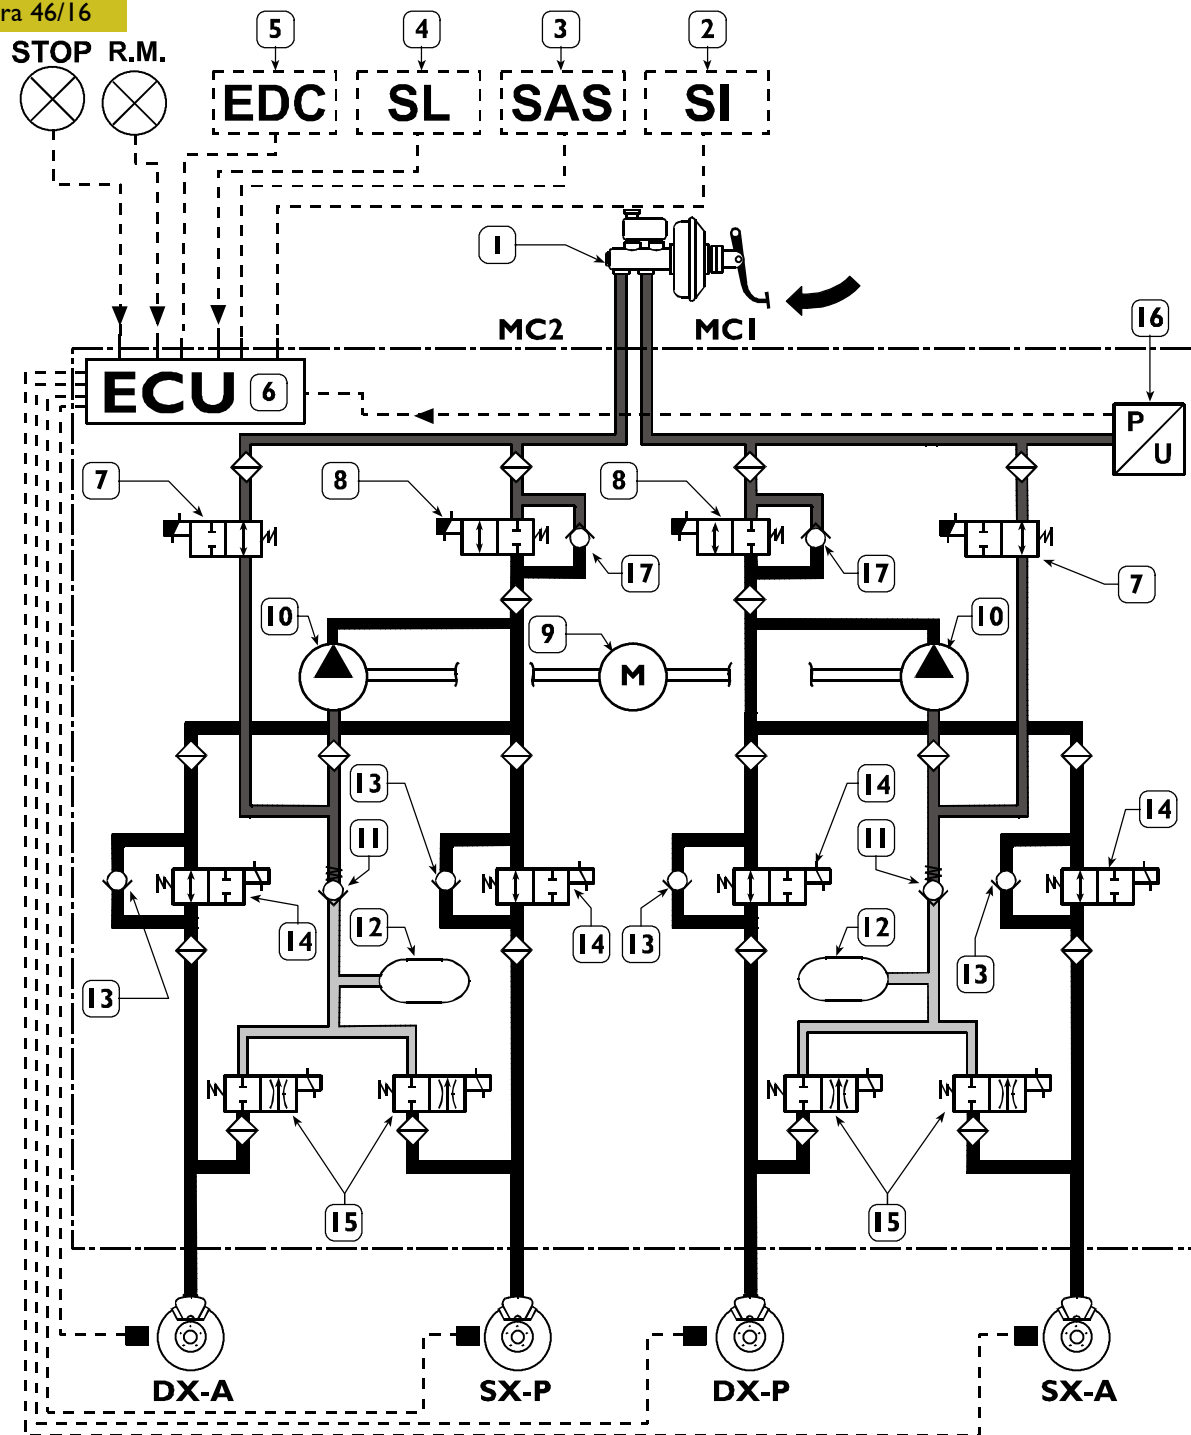 ra 46/16
STOP R.M.
5 4 3 2
EDC SL SAS SI
1
MC2 MC1
16
ECU 6
P
U
7 8 8
17 17 7
10 9 10
M
13 14 14
11 11
12 14 14 13 12 13
13
15 15
DX-A SX-P DX-P SX-A